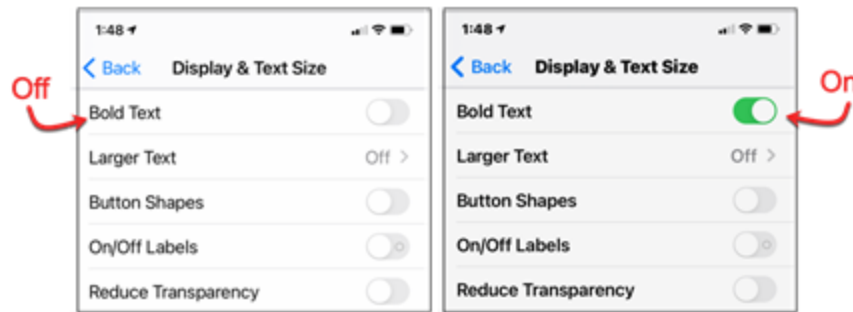 1:48
Back Display & Text Size
Off
Bold Text
Larger Text Off
Button Shapes
On/Off Labels
Reduce Transparency
1:48
Back Display & Text Size
On
Bold Text
Larger Text Off
Button Shapes
On/Off Labels
Reduce Transparency